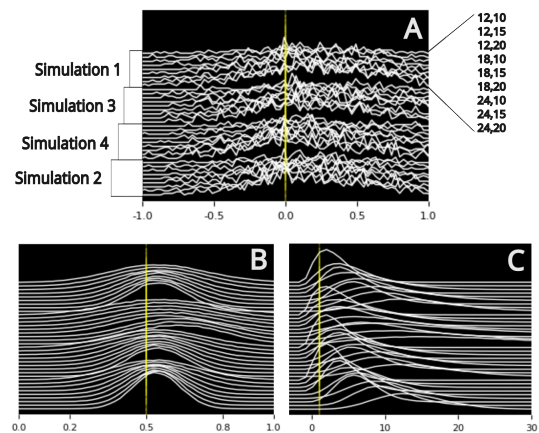 A
12,10
12,15
12,20
18,10
18,15
18,20
24,10
24,15
24,20
Simulation 1
Simulation 3
Simulation 4
Simulation 2
-1.0 -0.5 0.0 0.5 1.0
B
C
0.0 0.2 0.5 0.8 1.0
0 10 20 30